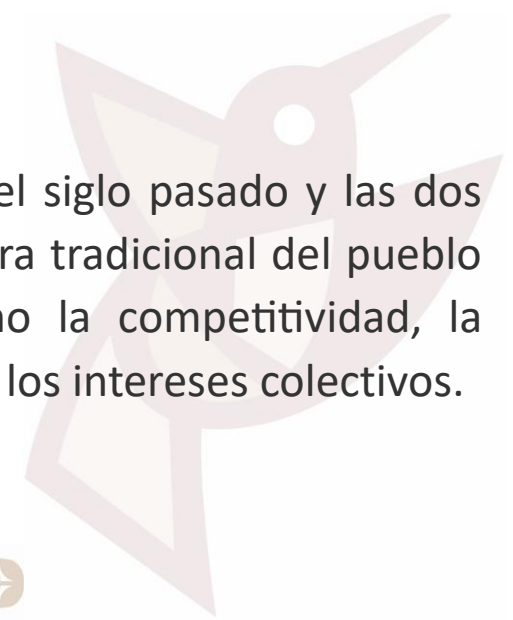 el siglo pasado y las dos
ra tradicional del pueblo
no la competitividad, la
los intereses colectivos.